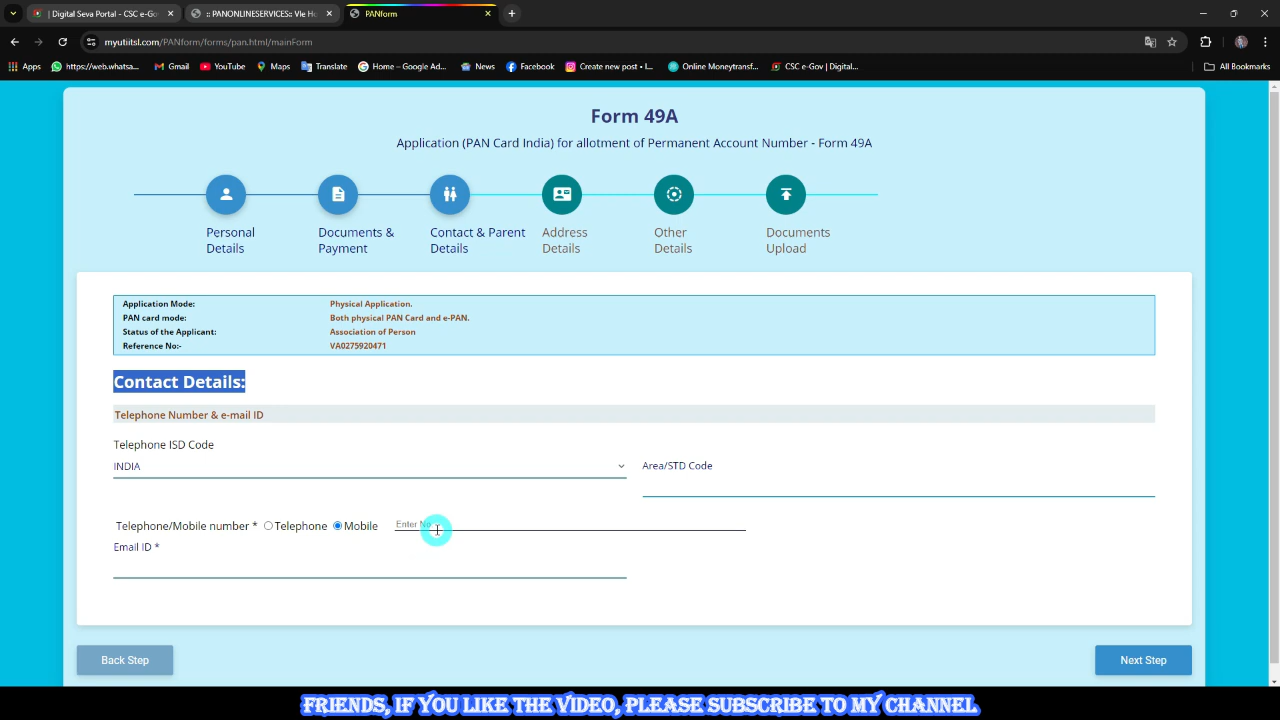 | Digital Seva Portal - CSC e-Go
:: PANONLINESERVICES:: Vle Ho
PANform
myutiitsl.com/PANform/forms/pan.html/mainForm
Apps
https://web.whatsa...
Gmail
YouTube
Maps
Translate
Home – Google Ad...
News
Facebook
Create new post • I...
Online Moneytransf...
CSC e-Gov | Digital...
All Bookmarks
Form 49A
Application (PAN Card India) for allotment of Permanent Account Number - Form 49A
Personal Details
Documents & Payment
Contact & Parent Details
Address Details
Other Details
Documents Upload
Application Mode: Physical Application.
PAN card mode: Both physical PAN Card and e-PAN.
Status of the Applicant: Association of Person
Reference No:- VA0275920471
Contact Details:
Telephone Number & e-mail ID
Telephone ISD Code
INDIA
Area/STD Code
Telephone/Mobile number * Telephone Mobile Enter No
Email ID *
Back Step
Next Step
FRIENDS, IF YOU LIKE THE VIDEO, PLEASE SUBSCRIBE TO MY CHANNEL